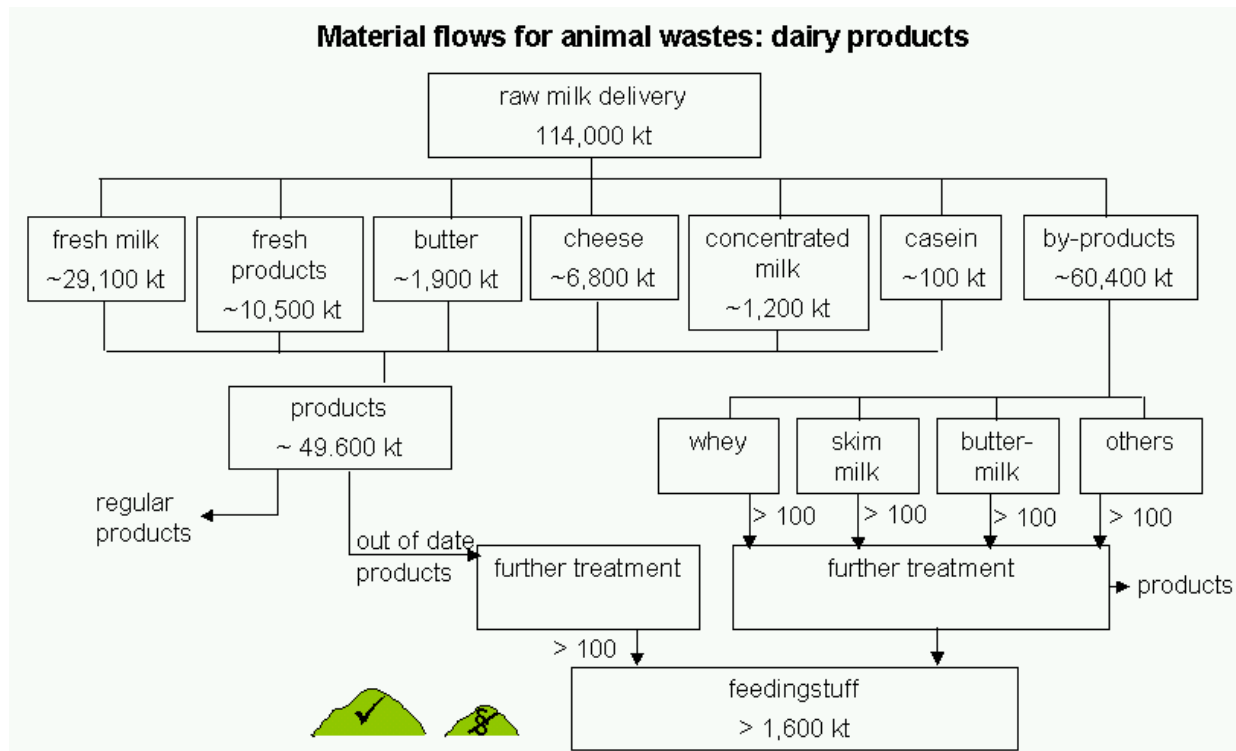 Material flows for animal wastes: dairy products
raw milk delivery
114,000 kt
fresh milk
~29,100 kt
fresh
products
~10,500 kt
butter
~1,900 kt
cheese
~6,800 kt
concentrated
milk
~1,200 kt
casein
~100 kt
by-products
~60,400 kt
products
~ 49.600 kt
whey
skim
milk
butter-
milk
others
regular
products
> 100
> 100
> 100
> 100
out of date
products
further treatment
further treatment
products
> 100
feedingstuff
> 1,600 kt
§